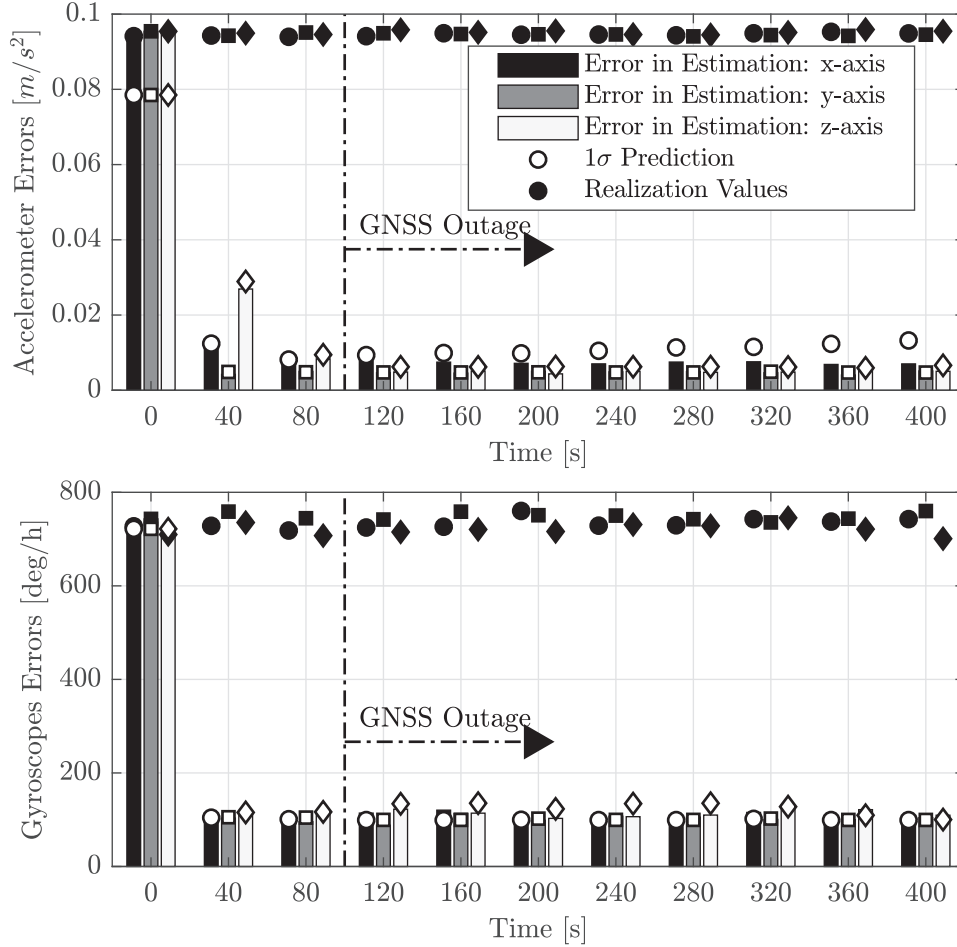 0.1
0.08
0.06
0.04
0.02
0
Accelerometer Errors [m/s²]
Error in Estimation: x-axis
Error in Estimation: y-axis
Error in Estimation: z-axis
1σ Prediction
Realization Values
GNSS Outage
0 40 80 120 160 200 240 280 320 360 400
Time [s]
800
600
400
200
0
Gyroscopes Errors [deg/h]
GNSS Outage
0 40 80 120 160 200 240 280 320 360 400
Time [s]